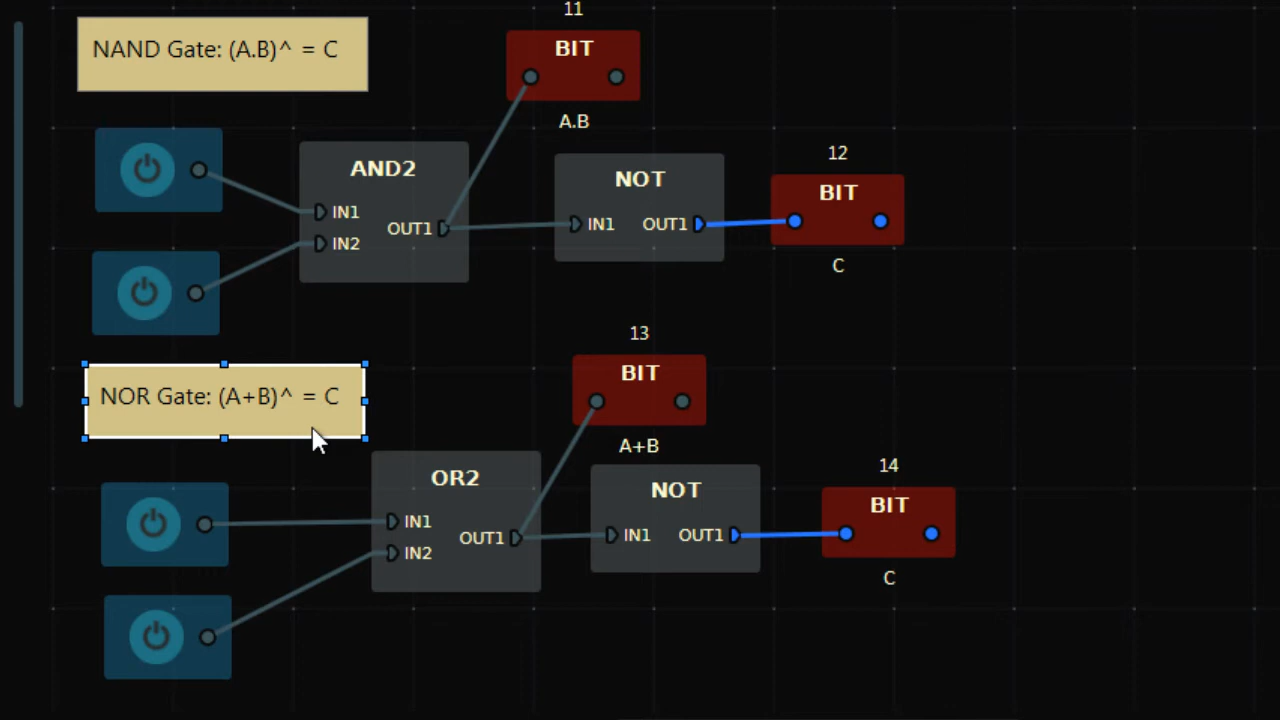 11
NAND Gate: (A.B)^ = C
BIT
A.B
12
AND2
NOT
BIT
IN1
IN2
OUT1
IN1
OUT1
C
13
BIT
NOR Gate: (A+B)^ = C
A+B
14
OR2
NOT
BIT
IN1
IN2
OUT1
IN1
OUT1
C